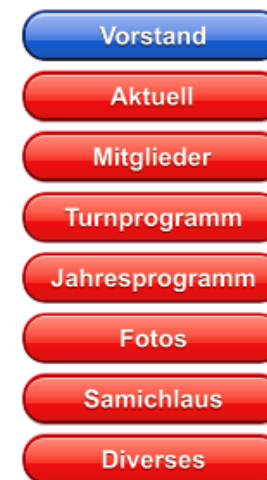 Vorstand
Aktuell
Mitglieder
Turnprogramm
Jahresprogramm
Fotos
Samichlaus
Diverses